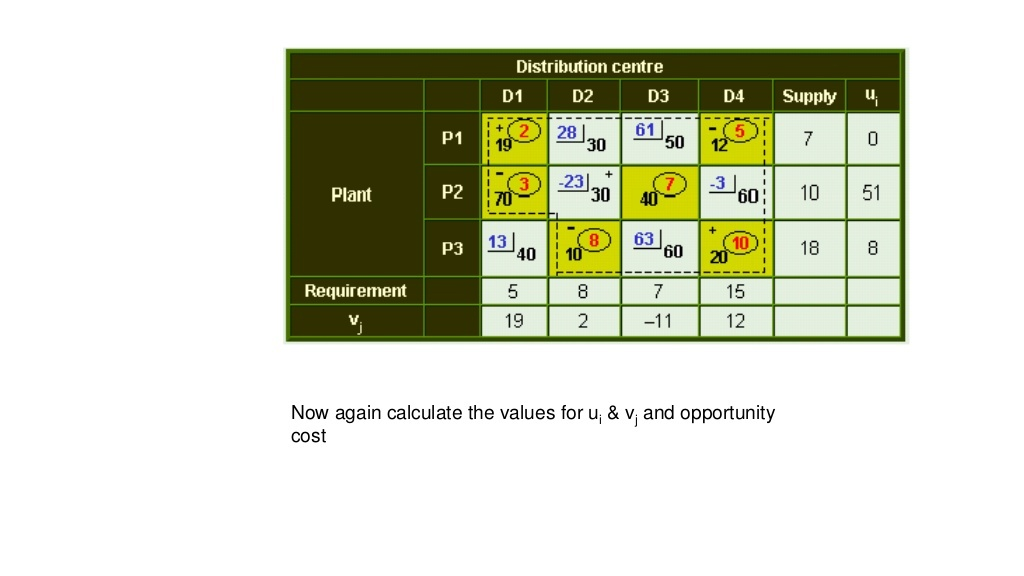 Distribution centre
D1 D2 D3 D4 Supply ui
P1 + 19 2 28 30 61 50 - 12 5 7 0
Plant P2 - 70 3 -23 30 + 40 7 -3 60 10 51
P3 13 40 - 10 8 63 60 + 20 10 18 8
Requirement 5 8 7 15
vj 19 2 –11 12
Now again calculate the values for ui & vj and opportunity
cost